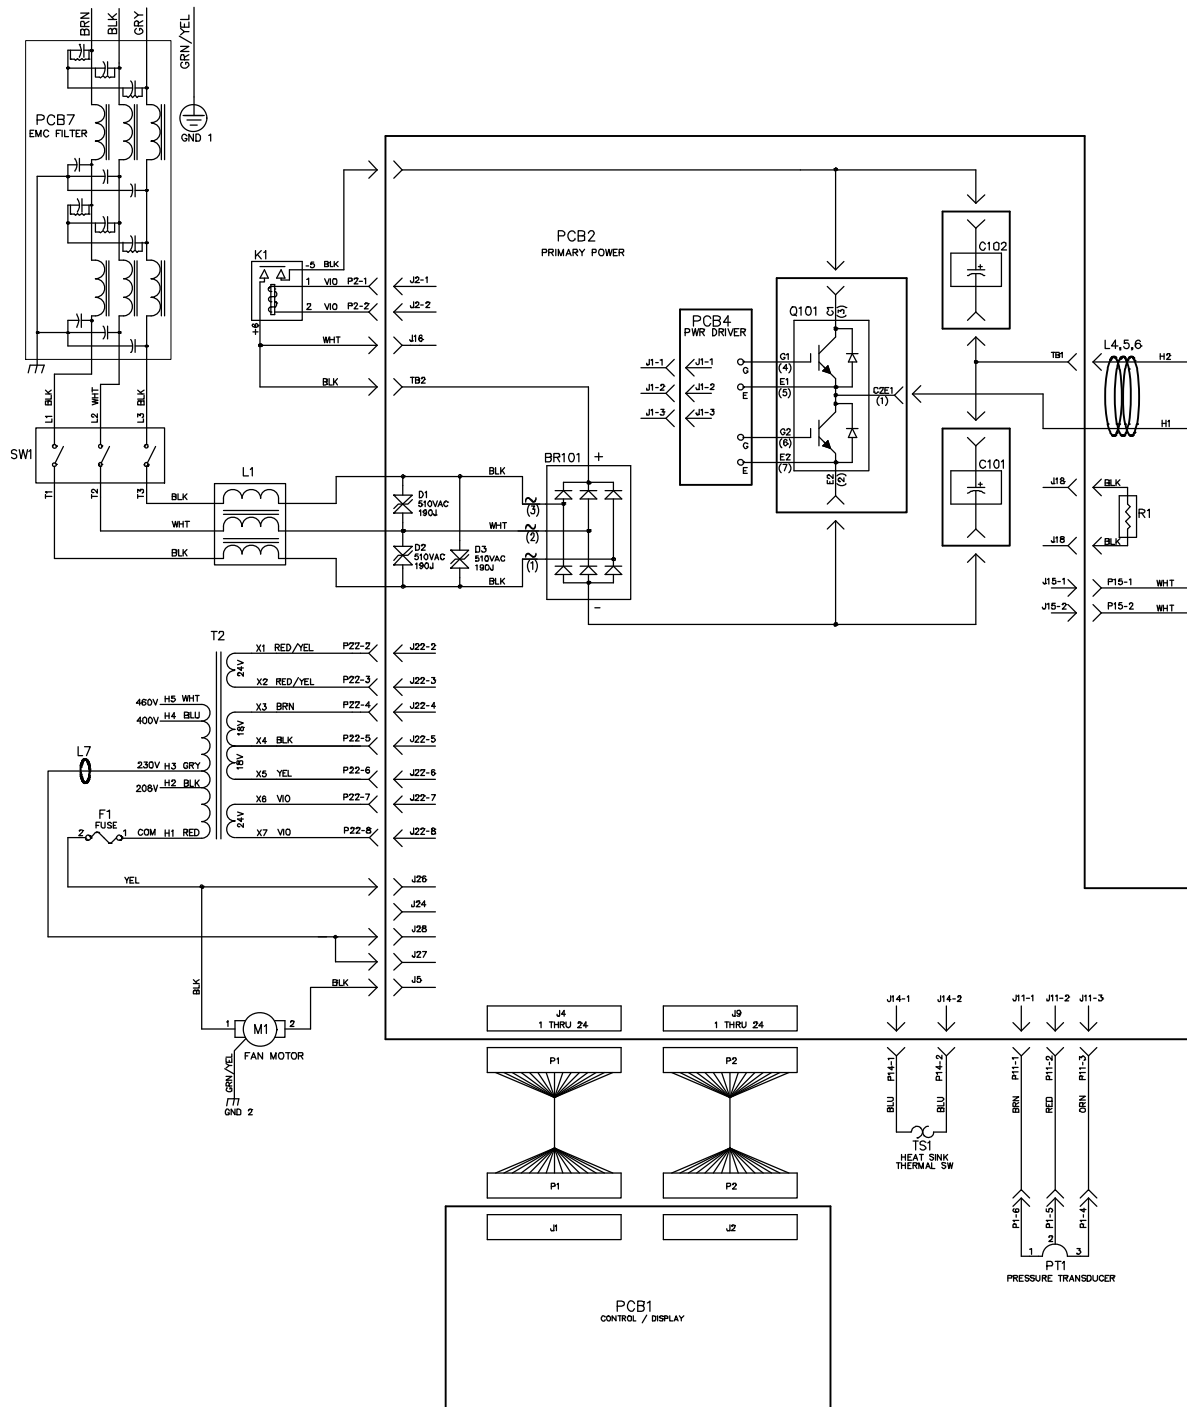 BRN
BLK
GRY
GRN/YEL
PCB7
EMC FILTER
GND 1
PCB2
PRIMARY POWER
K1
-5 BLK
1 VIO P2-1 J2-1
2 VIO P2-2 J2-2
+6
WHT J16
BLK TB2
PCB4
PWR DRIVER
J1-1 J1-1
J1-2 J1-2
J1-3 J1-3
G
E
G
E
Q101
C1
(3)
G1
(4)
E1
(5)
G2
(6)
E2
(7)
E2
(2)
C2E1
(1)
C102
C101
TB1
L4,5,6
H2
H1
J18 BLK
R1
J18 BLK
J15-1 P15-1 WHT
J15-2 P15-2 WHT
L1 BLK
L2 WHT
L3 BLK
SW1
T1
T2
T3
L1
BLK
WHT
BLK
D1
510VAC
190J
D2
510VAC
190J
D3
510VAC
190J
BLK
WHT
BLK
BR101
+
-
(3)
(2)
(1)
T2
X1 RED/YEL P22-2 J22-2
24V
X2 RED/YEL P22-3 J22-3
X3 BRN P22-4 J22-4
18V
X4 BLK P22-5 J22-5
18V
X5 YEL P22-6 J22-6
X6 VIO P22-7 J22-7
24V
X7 VIO P22-8 J22-8
460V H5 WHT
400V H4 BLU
230V H3 GRY
208V H2 BLK
COM H1 RED
L7
F1
FUSE
2 1
YEL
J26
J24
J28
J27
BLK J5
BLK
1 M1 2
FAN MOTOR
GRN/YEL
GND 2
J4
1 THRU 24
J9
1 THRU 24
P1
P2
P1
P2
J1
J2
PCB1
CONTROL / DISPLAY
J14-1 J14-2
P14-1
P14-2
BLU
BLU
TS1
HEAT SINK
THERMAL SW
J11-1 J11-2 J11-3
P11-1
P11-2
P11-3
BRN
RED
ORN
P1-6
P1-5
P1-4
1 2 3
PT1
PRESSURE TRANSDUCER